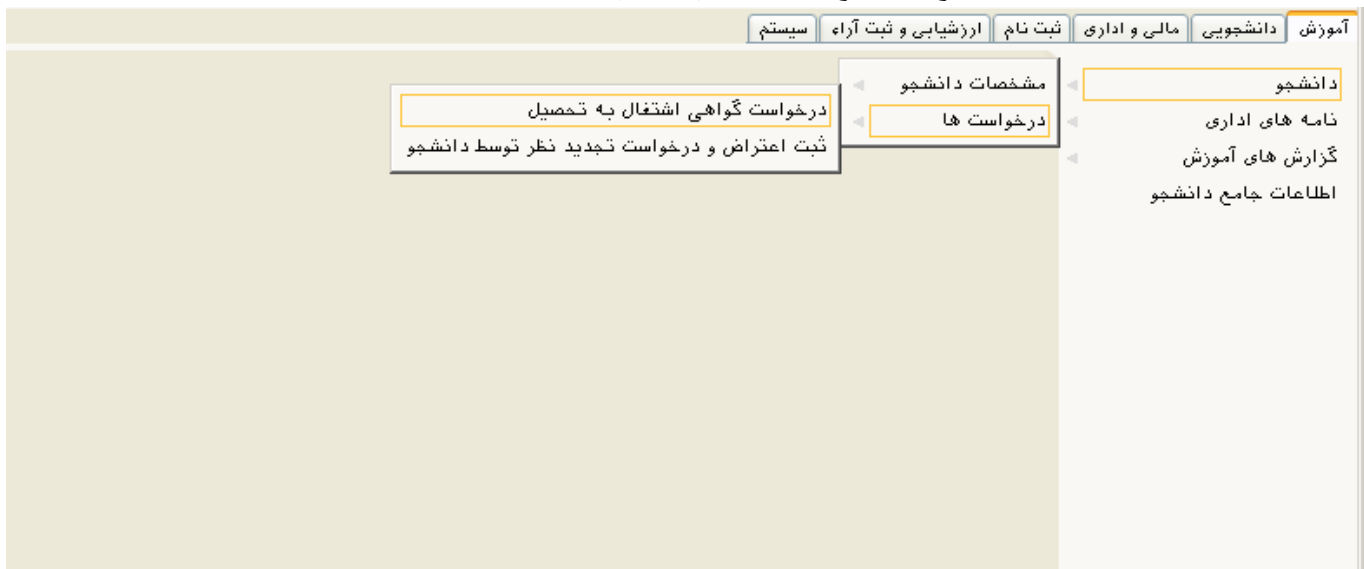 آموزش دانشجویی مالی و اداری ثبت نام ارزشیابی و ثبت آراء سیستم
دانشجو
نامه های اداری
گزارش های آموزش
اطلاعات جامع دانشجو
مشخصات دانشجو
درخواست ها
درخواست گواهی اشتغال به تحصیل
ثبت اعتراض و درخواست تجدید نظر توسط دانشجو